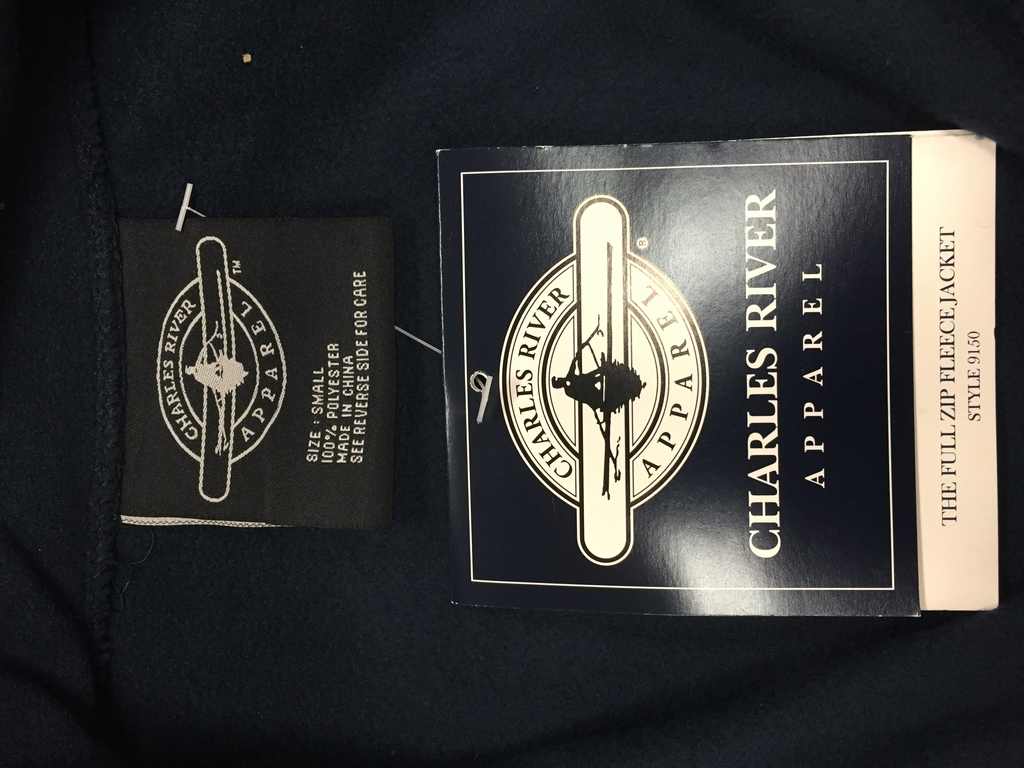 CHARLES RIVER
APPAREL
TM
SIZE : SMALL
100% POLYESTER
MADE IN CHINA
SEE REVERSE SIDE FOR CARE
CHARLES RIVER
APPAREL
®
CHARLES RIVER
APPAREL
THE FULL ZIP FLEECE JACKET
STYLE 9150